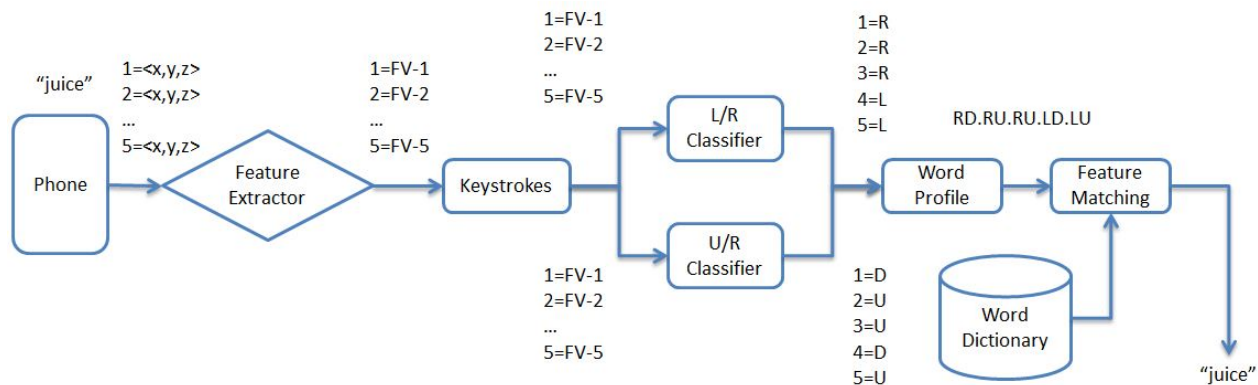 “juice”
Phone
1=<x,y,z>
2=<x,y,z>
...
5=<x,y,z>
Feature
Extractor
1=FV-1
2=FV-2
...
5=FV-5
Keystrokes
1=FV-1
2=FV-2
...
5=FV-5
L/R
Classifier
U/R
Classifier
1=FV-1
2=FV-2
...
5=FV-5
1=R
2=R
3=R
4=L
5=L
Word
Profile
1=D
2=U
3=U
4=D
5=U
RD.RU.RU.LD.LU
Feature
Matching
Word
Dictionary
“juice”